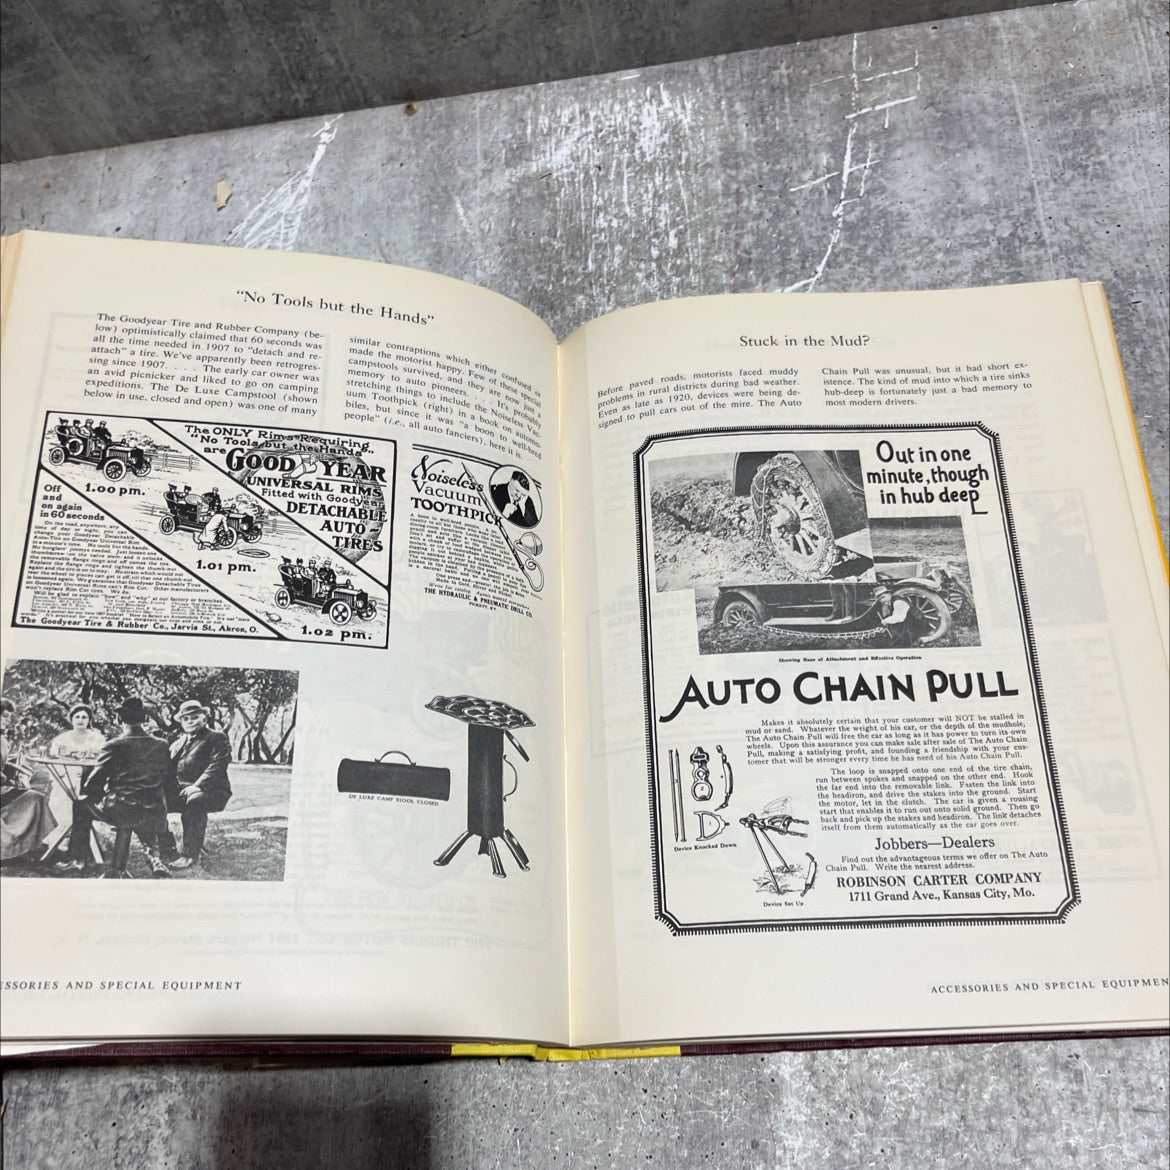 "No Tools but the Hands"
The Goodyear Tire and Rubber Company (be-
low) optimistically claimed that 60 seconds was
all the time needed in 1907 to "detach and re-
attach" a tire. We've apparently been retrogres-
sing since 1907. . . . . The early car owner was
an avid picnicker and liked to go on camping
expeditions. The De Luxe Campstool (shown
below in use, closed and open) was one of many
similar contraptions which either confused or
made the motorist happy. Few of these special
campstools survived, and they are now just a
memory to auto pioneers. . . . It's probably
stretching things to include the Noiseless Vac-
uum Toothpick (right) in a book on automo-
biles, but since it was "a boon to well-bred
people" (i.e., all auto fanciers), here it is.
The ONLY Rims Requiring
"No Tools but the Hands"
are GOOD YEAR
UNIVERSAL RIMS
Fitted with Goodyear
DETACHABLE
AUTO-
TIRES
1.00 pm.
Off
and
on again
in 60 seconds
1.01 pm.
1.02 pm.
The Goodyear Tire & Rubber Co., Jarvis St., Akron, O.
Noiseless
Vacuum
TOOTHPICK
THE HYDRAULIC & PNEUMATIC DRILL CO.
DE LUXE CAMP STOOL CLOSED
ESSORIES AND SPECIAL EQUIPMENT
Stuck in the Mud?
Before paved roads, motorists faced muddy
problems in rural districts during bad weather.
Even as late as 1920, devices were being de-
signed to pull cars out of the mire. The Auto
Chain Pull was unusual, but it had short ex-
istence. The kind of mud into which a tire sinks
hub-deep is fortunately just a bad memory to
most modern drivers.
Out in one
minute, though
in hub deep
Showing Ease of Attachment and Effective Operation
AUTO CHAIN PULL
Makes it absolutely certain that your customer will NOT be stalled in
mud or sand. Whatever the weight of his car, or the depth of the mudhole,
The Auto Chain Pull will free the car as long as it has power to turn its own
wheels. Upon this assurance you can make sale after sale of The Auto Chain
Pull, making a satisfying profit, and founding a friendship with your cus-
tomer that will be stronger every time he has need of his Auto Chain Pull.
The loop is snapped onto one end of the tire chain,
run between spokes and snapped on the other end. Hook
the far end into the removable link. Fasten the link into
the headiron, and drive the stakes into the ground. Start
the motor, let in the clutch. The car is given a rousing
start that enables it to run out onto solid ground. Then go
back and pick up the stakes and headiron. The link detaches
itself from them automatically as the car goes over.
Device Knocked Down
Device Set Up
Jobbers—Dealers
Find out the advantageous terms we offer on The Auto
Chain Pull. Write the nearest address.
ROBINSON CARTER COMPANY
1711 Grand Ave., Kansas City, Mo.
ACCESSORIES AND SPECIAL EQUIPMEN